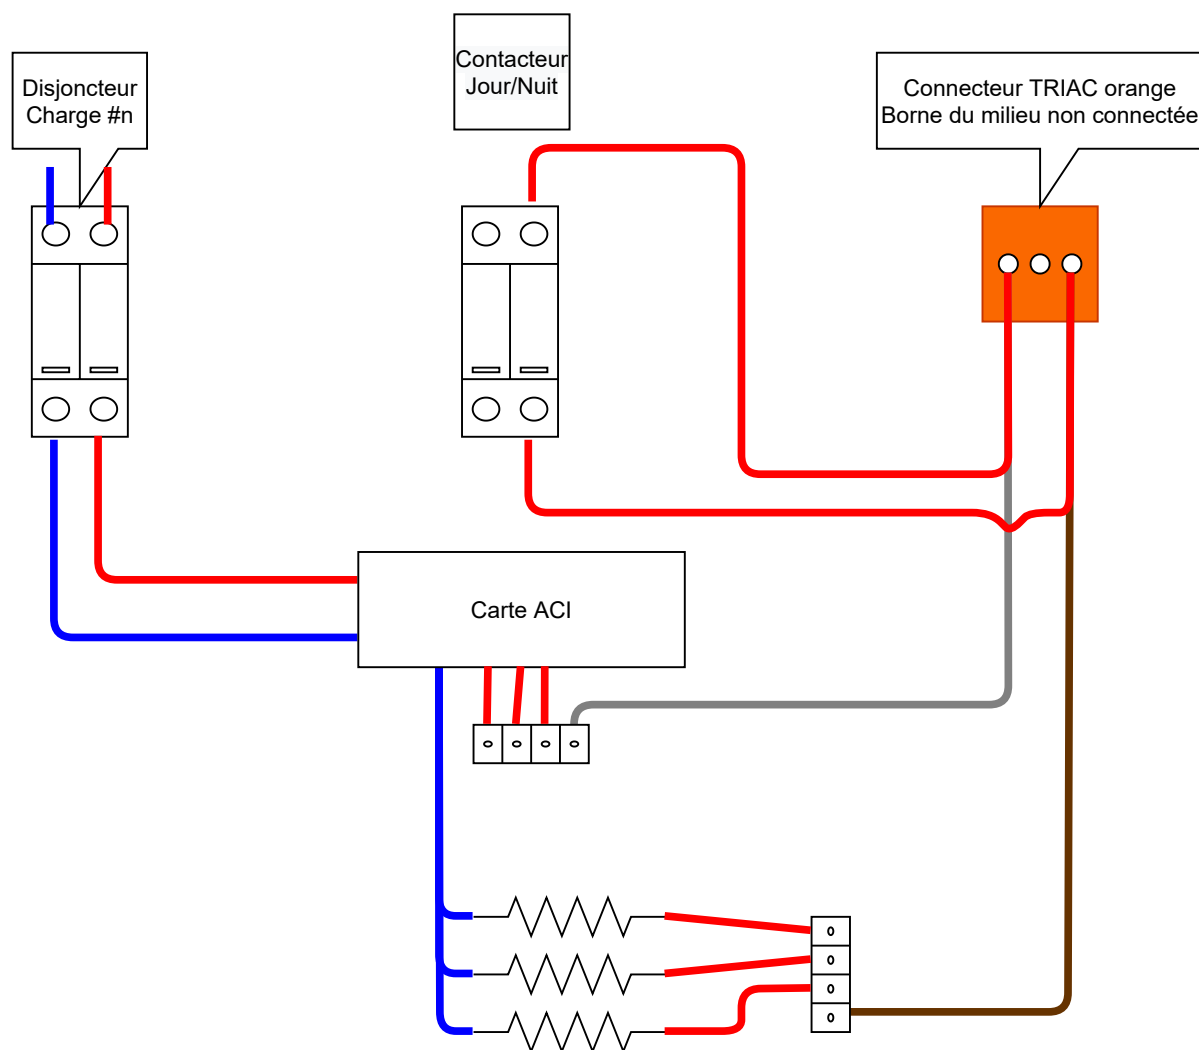 Disjoncteur
Charge #n
Contacteur
Jour/Nuit
Connecteur TRIAC orange
Borne du milieu non connectée
Carte ACI